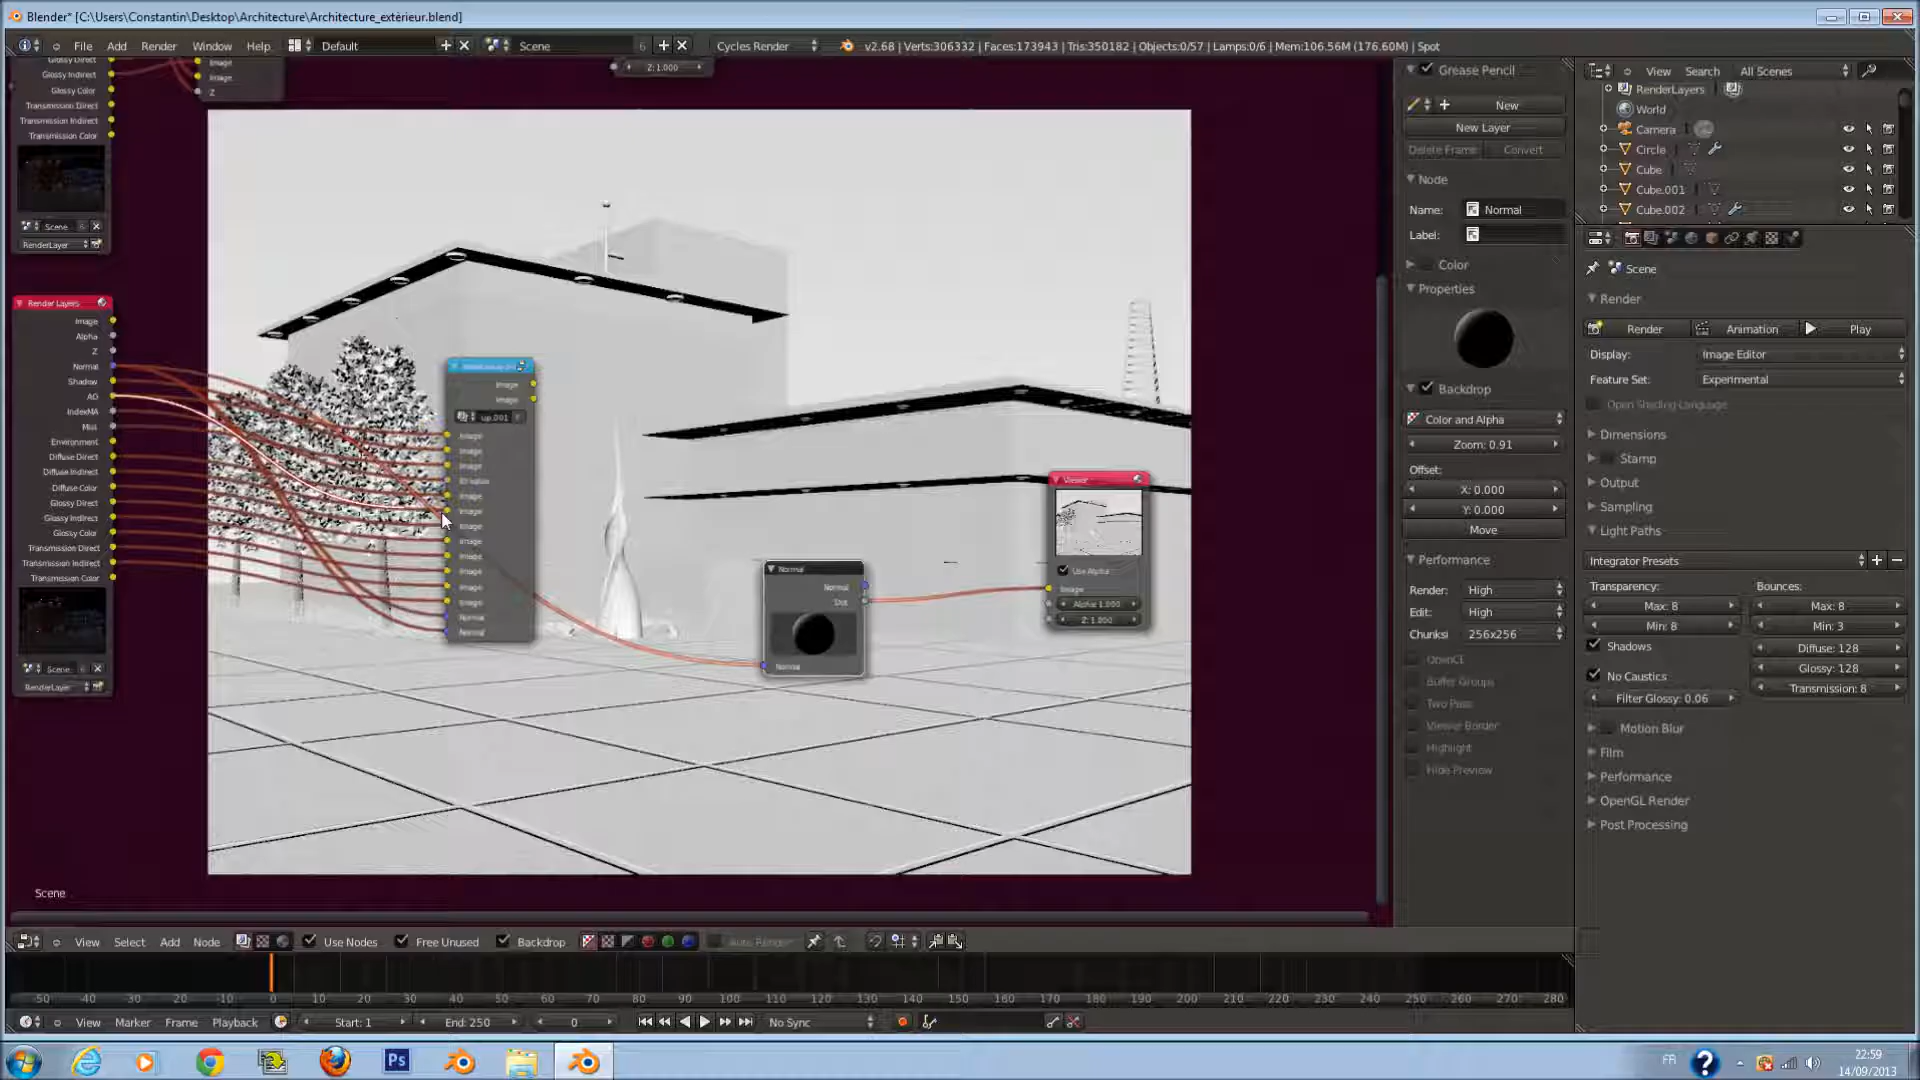 Blender* [C:\Users\Constantin\Desktop\Architecture\Architecture_extérieur.blend]
File Add Render Window Help Default Scene 6 Cycles Render v2.68 | Verts:306332 | Faces:173943 | Tris:350182 | Objects:0/57 | Lamps:0/6 | Mem:106.56M (176.60M) | Spot
Glossy Direct
Glossy Indirect
Glossy Color
Transmission Direct
Transmission Indirect
Transmission Color
Image
Image
Z
Z: 1.000
Scene 6
RenderLayer
Render Layers
Image
Alpha
Z
Normal
Shadow
AO
IndexMA
Mist
Environment
Diffuse Direct
Diffuse Indirect
Diffuse Color
Glossy Direct
Glossy Indirect
Glossy Color
Transmission Direct
Transmission Indirect
Transmission Color
Scene 6
RenderLayer
Image
Image
up.001
Image
Image
Image
ID value
Image
Image
Image
Image
Image
Image
Image
Image
Normal
Normal
Normal
Normal
Dot
Normal
Viewer
Use Alpha
Image
Alpha: 1.000
Z: 1.000
Scene
Grease Pencil
New
New Layer
Delete Frame Convert
Node
Name: Normal
Label:
Color
Properties
Backdrop
Color and Alpha
Zoom: 0.91
Offset:
X: 0.000
Y: 0.000
Move
Performance
Render: High
Edit: High
Chunksi 256x256
OpenCL
Buffer Groups
Two Pass
Viewer Border
Highlight
Hide Preview
View Search All Scenes
RenderLayers
World
Camera
Circle
Cube
Cube.001
Cube.002
Scene
Render
Render Animation Play
Display: Image Editor
Feature Set: Experimental
Open Shading Language
Dimensions
Stamp
Output
Sampling
Light Paths
Integrator Presets
Transparency: Bounces:
Max: 8 Max: 8
Min: 8 Min: 3
Shadows Diffuse: 128
No Caustics Glossy: 128
Filter Glossy: 0.06 Transmission: 8
Motion Blur
Film
Performance
OpenGL Render
Post Processing
View Select Add Node Use Nodes Free Unused Backdrop Auto Render
-50 -40 -30 -20 -10 0 10 20 30 40 50 60 70 80 90 100 110 120 130 140 150 160 170 180 190 200 210 220 230 240 250 260 270 280
View Marker Frame Playback Start: 1 End: 250 0 No Sync
Ps
FR
22:59
14/09/2013